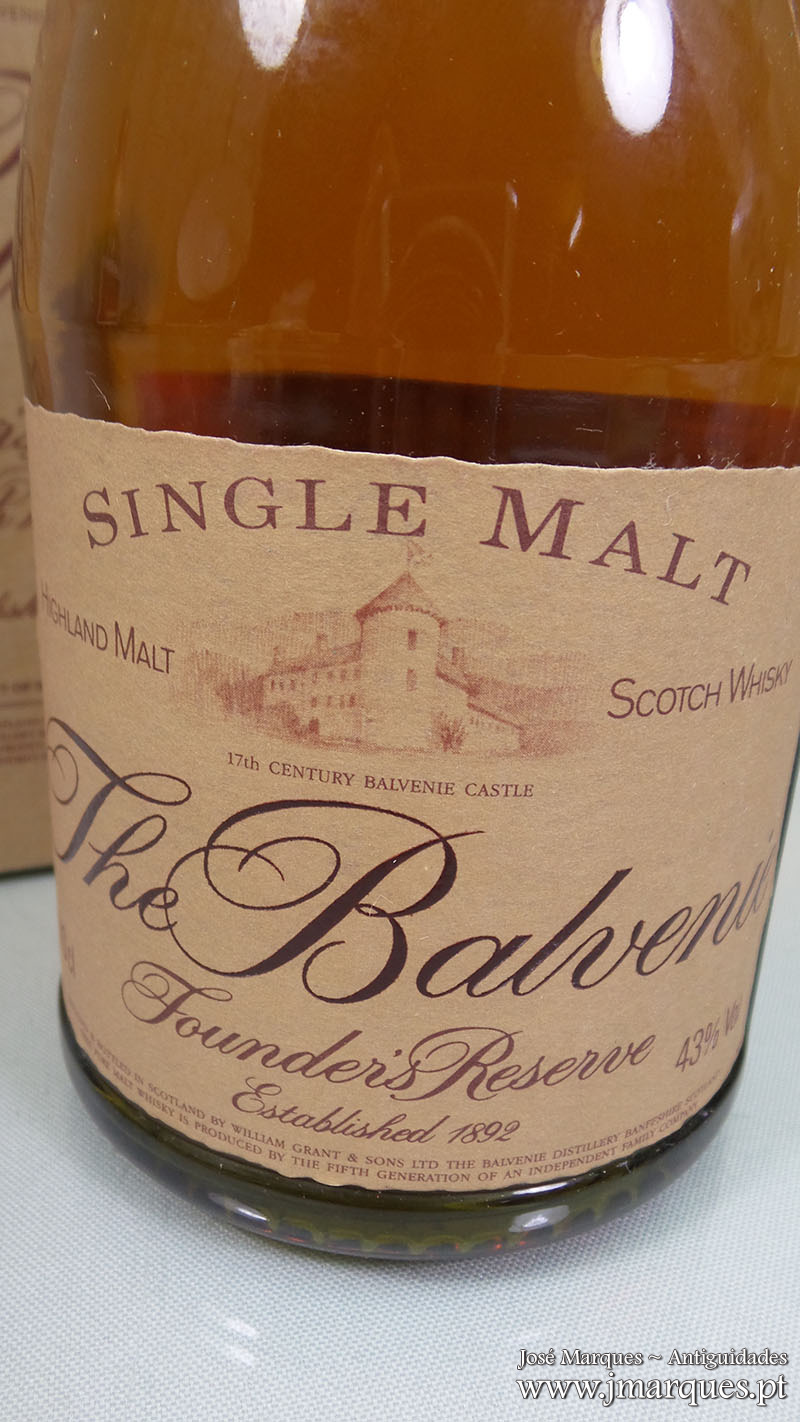 SINGLE MALT
HIGHLAND MALT
SCOTCH WHISKY
17th CENTURY BALVENIE CASTLE
The Balvenie
Founder's Reserve
43% Vol
Established 1892
& BOTTLED IN SCOTLAND BY WILLIAM GRANT & SONS LTD THE BALVENIE DISTILLERY BANFFSHIRE SCOTLAND
MALT WHISKY IS PRODUCED BY THE FIFTH GENERATION OF AN INDEPENDENT FAMILY COMPANY
José Marques ~ Antiguidades
www.jmarques.pt